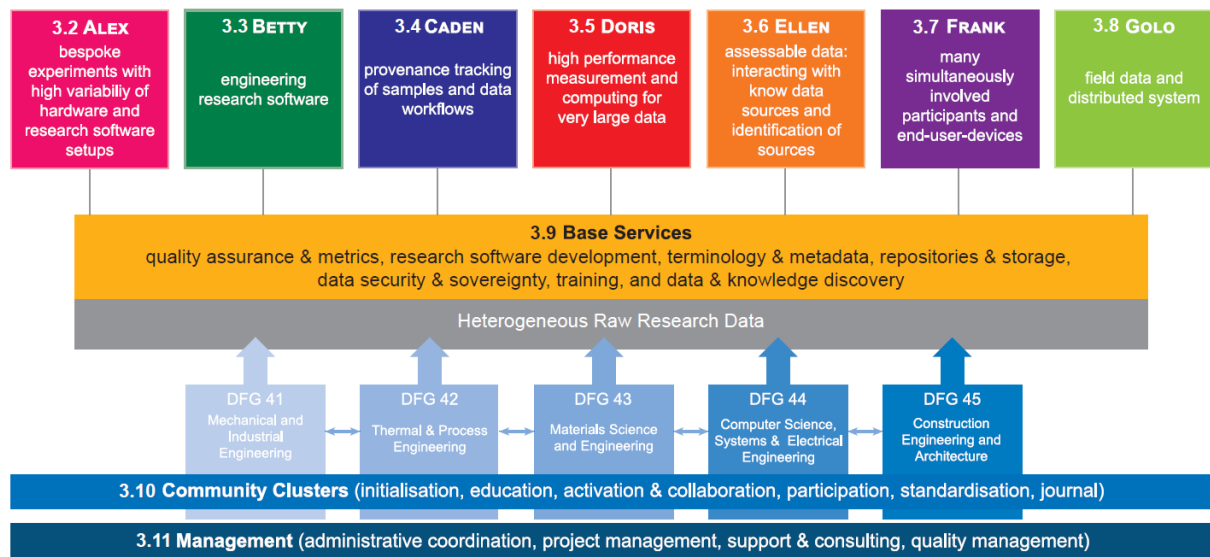 3.2 ALEX
bespoke
experiments with
high variabiliy of
hardware and
research software
setups
3.3 BETTY
engineering
research software
3.4 CADEN
provenance tracking
of samples and data
workflows
3.5 DORIS
high performance
measurement and
computing for
very large data
3.6 ELLEN
assessable data:
interacting with
know data
sources and
identification of
sources
3.7 FRANK
many
simultaneously
involved
participants and
end-user-devices
3.8 GOLO
field data and
distributed system
3.9 Base Services
quality assurance & metrics, research software development, terminology & metadata, repositories & storage,
data security & sovereignty, training, and data & knowledge discovery
Heterogeneous Raw Research Data
DFG 41
Mechanical and
Industrial
Engineering
DFG 42
Thermal & Process
Engineering
DFG 43
Materials Science
and Engineering
DFG 44
Computer Science,
Systems & Electrical
Engineering
DFG 45
Construction
Engineering and
Architecture
3.10 COMMUNITY CLUSTERS (initialisation, education, activation & collaboration, participation, standardisation, journal)
3.11 MANAGEMENT (administrative coordination, project management, support & consulting, quality management)